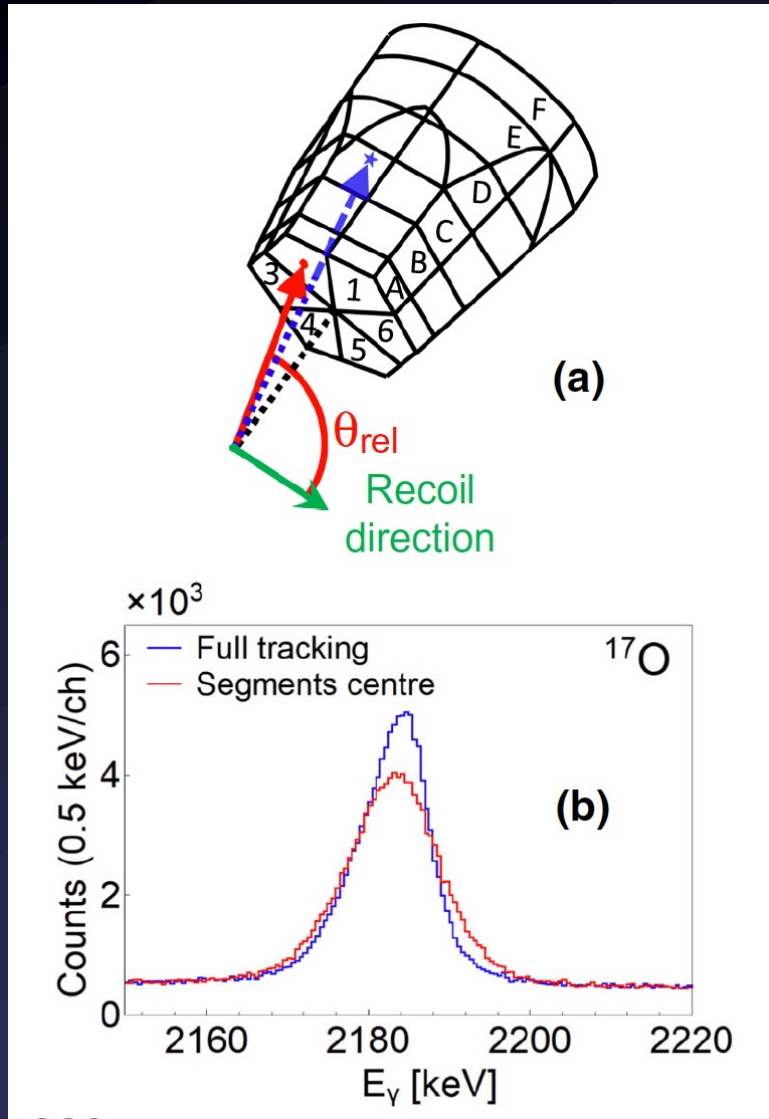 F
E
D
C
B
A
3
1
4
6
5
(a)
θrel
Recoil
direction
×10³
6
Full tracking
¹⁷O
Segments centre
4
(b)
2
0
Counts (0.5 keV/ch)
2160
2180
2200
2220
Eγ [keV]